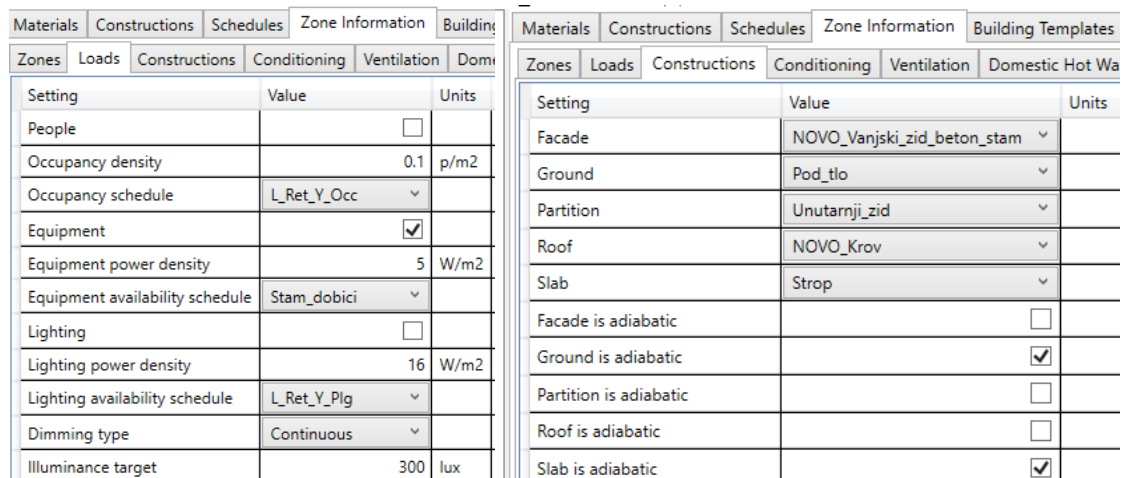 Materials Constructions Schedules Zone Information Building
Zones Loads Constructions Conditioning Ventilation Dome
Setting Value Units
People
Occupancy density 0.1 p/m2
Occupancy schedule L_Ret_Y_Occ
Equipment
Equipment power density 5 W/m2
Equipment availability schedule Stam_dobici
Lighting
Lighting power density 16 W/m2
Lighting availability schedule L_Ret_Y_Plg
Dimming type Continuous
Illuminance target 300 lux
Materials Constructions Schedules Zone Information Building Templates
Zones Loads Constructions Conditioning Ventilation Domestic Hot Wa
Setting Value Units
Facade NOVO_Vanjski_zid_beton_stam
Ground Pod_tlo
Partition Unutarnji_zid
Roof NOVO_Krov
Slab Strop
Facade is adiabatic
Ground is adiabatic
Partition is adiabatic
Roof is adiabatic
Slab is adiabatic